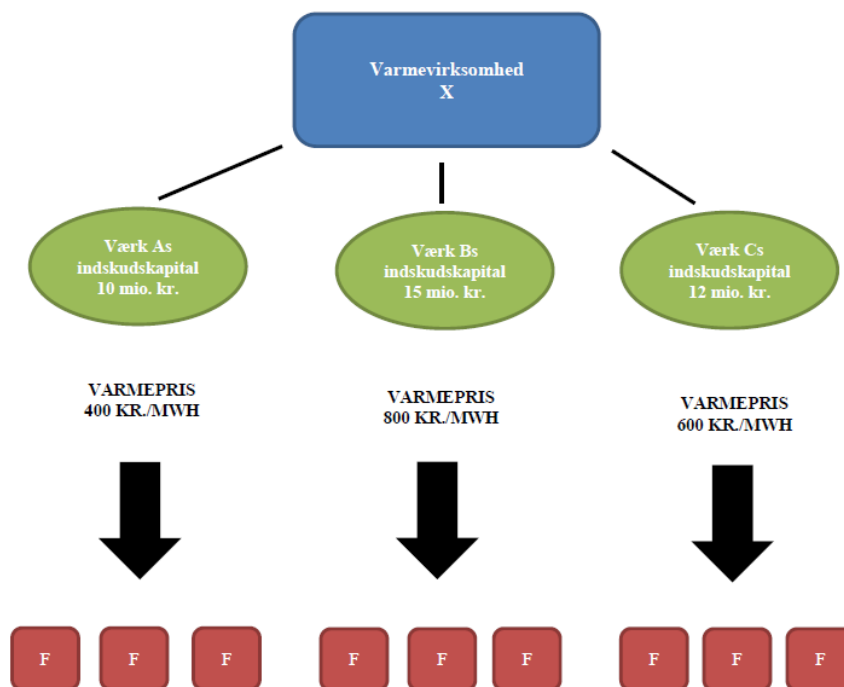 Varmevirksomhed
X
Værk As
indskudskapital
10 mio. kr.
Værk Bs
indskudskapital
15 mio. kr.
Værk Cs
indskudskapital
12 mio. kr.
VARMEPRIS
400 KR./MWH
VARMEPRIS
800 KR./MWH
VARMEPRIS
600 KR./MWH
F
F
F
F
F
F
F
F
F